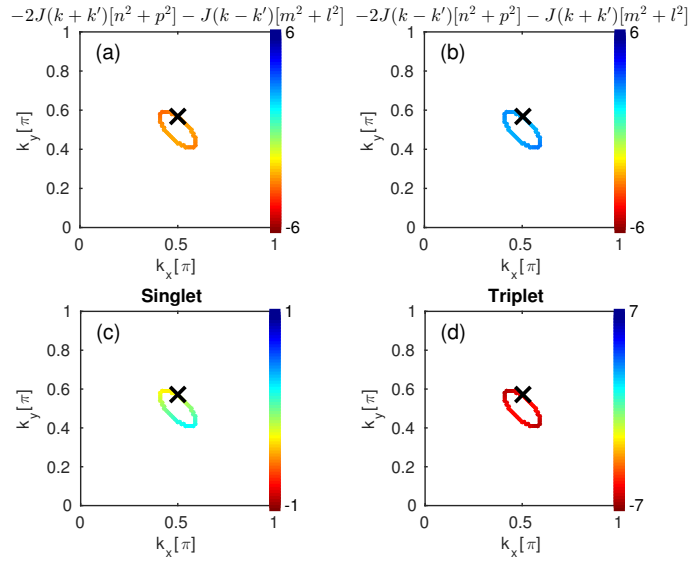 −2J(k + k′)[n² + p²] − J(k − k′)[m² + l²]
−2J(k − k′)[n² + p²] − J(k + k′)[m² + l²]
(a)
1
0.8
0.6
0.4
0.2
0
k_y[π]
0
0.5
1
k_x[π]
6
-6
(b)
1
0.8
0.6
0.4
0.2
0
k_y[π]
0
0.5
1
k_x[π]
6
-6
Singlet
(c)
1
0.8
0.6
0.4
0.2
0
k_y[π]
0
0.5
1
k_x[π]
1
-1
Triplet
(d)
1
0.8
0.6
0.4
0.2
0
k_y[π]
0
0.5
1
k_x[π]
7
-7